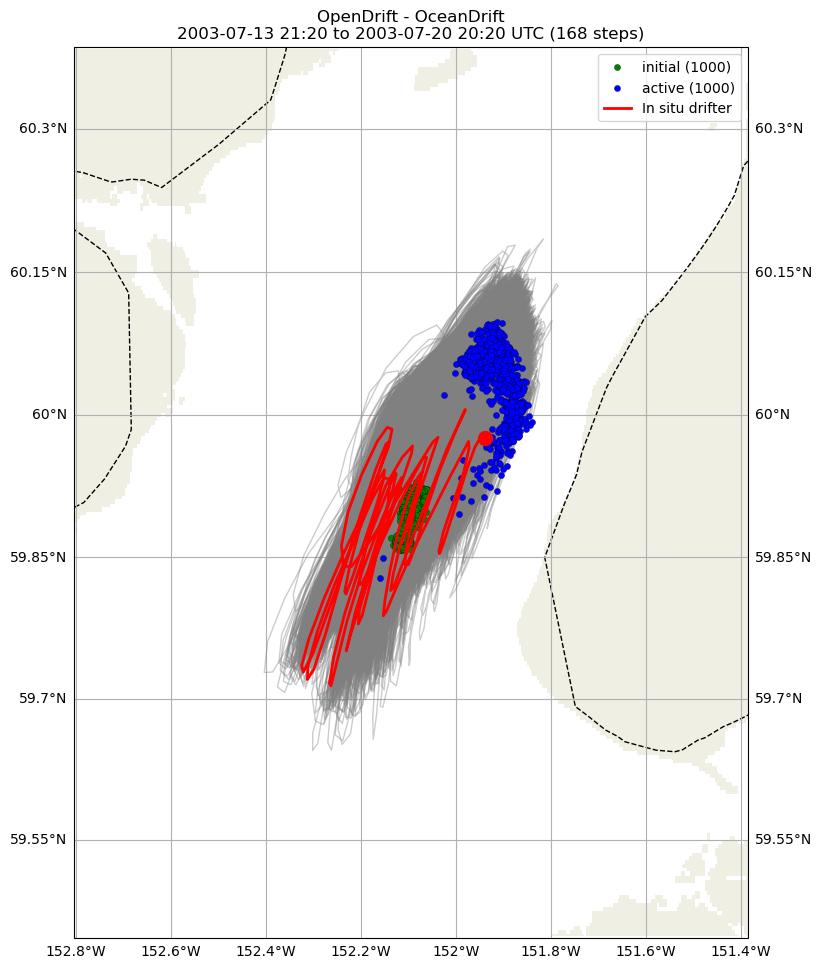 OpenDrift - OceanDrift
2003-07-13 21:20 to 2003-07-20 20:20 UTC (168 steps)
initial (1000)
active (1000)
In situ drifter
60.3°N
60.3°N
60.15°N
60.15°N
60°N
60°N
59.85°N
59.85°N
59.7°N
59.7°N
59.55°N
59.55°N
152.8°W 152.6°W 152.4°W 152.2°W 152°W 151.8°W 151.6°W 151.4°W